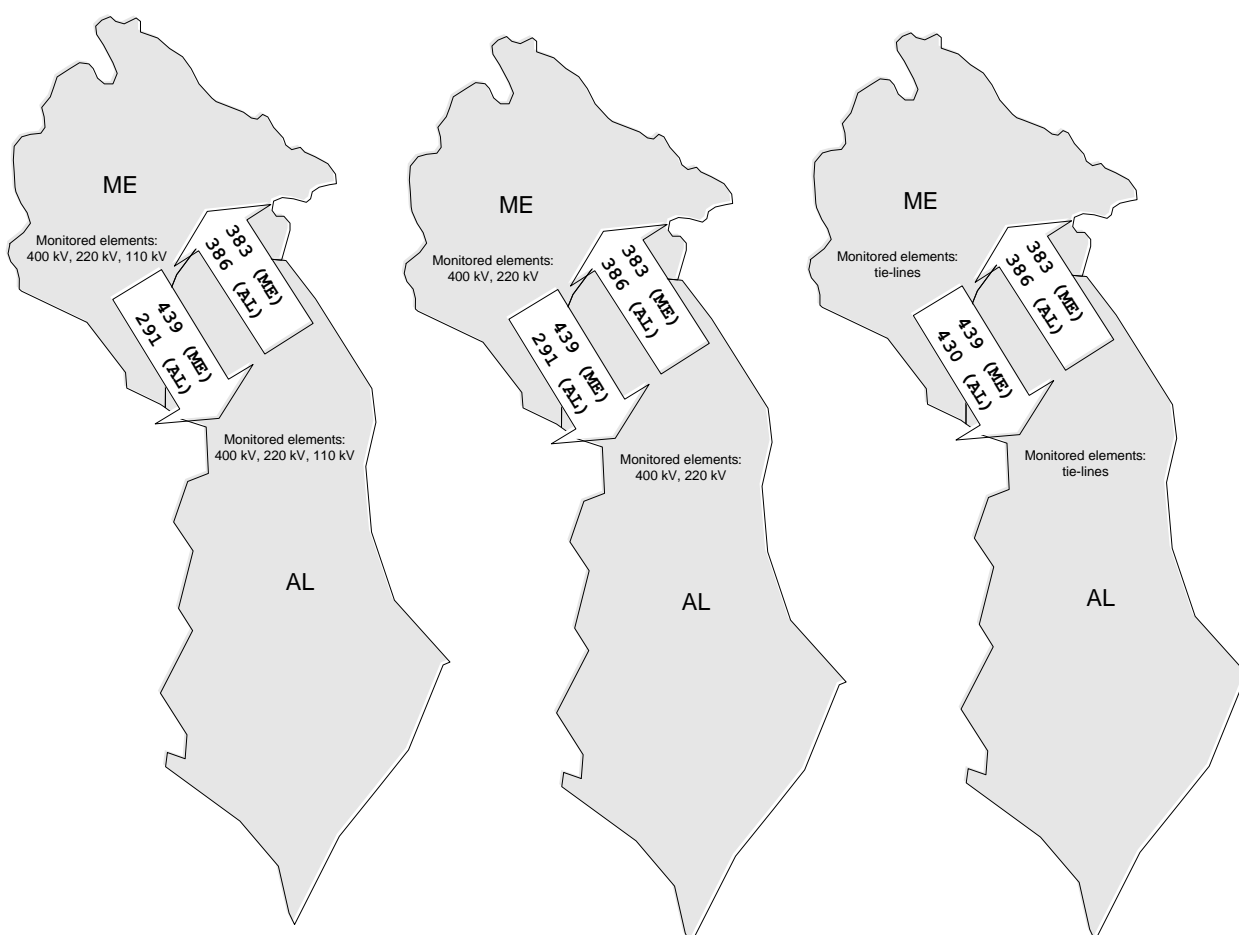 ME
Monitored elements:
400 kV, 220 kV, 110 kV
383 (ME)
386 (AL)
439 (ME)
291 (AL)
Monitored elements:
400 kV, 220 kV, 110 kV
AL
ME
Monitored elements:
400 kV, 220 kV
383 (ME)
386 (AL)
439 (ME)
291 (AL)
Monitored elements:
400 kV, 220 kV
AL
ME
Monitored elements:
tie-lines
383 (ME)
386 (AL)
439 (ME)
430 (AL)
Monitored elements:
tie-lines
AL